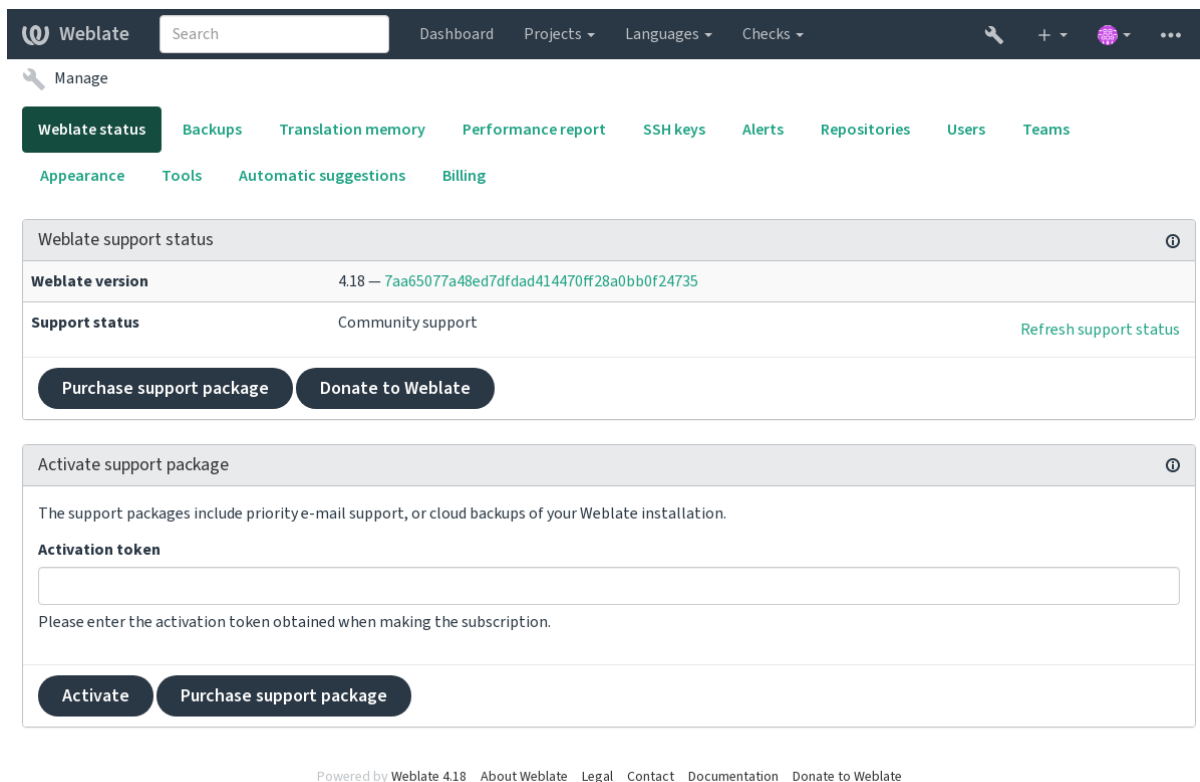 Weblate Search Dashboard Projects Languages Checks
Manage
Weblate status Backups Translation memory Performance report SSH keys Alerts Repositories Users Teams
Appearance Tools Automatic suggestions Billing
Weblate support status
Weblate version 4.18 — 7aa65077a48ed7dfdad414470ff28a0bb0f24735
Support status Community support Refresh support status
Purchase support package Donate to Weblate
Activate support package
The support packages include priority e-mail support, or cloud backups of your Weblate installation.
Activation token
Please enter the activation token obtained when making the subscription.
Activate Purchase support package
Powered by Weblate 4.18 About Weblate Legal Contact Documentation Donate to Weblate